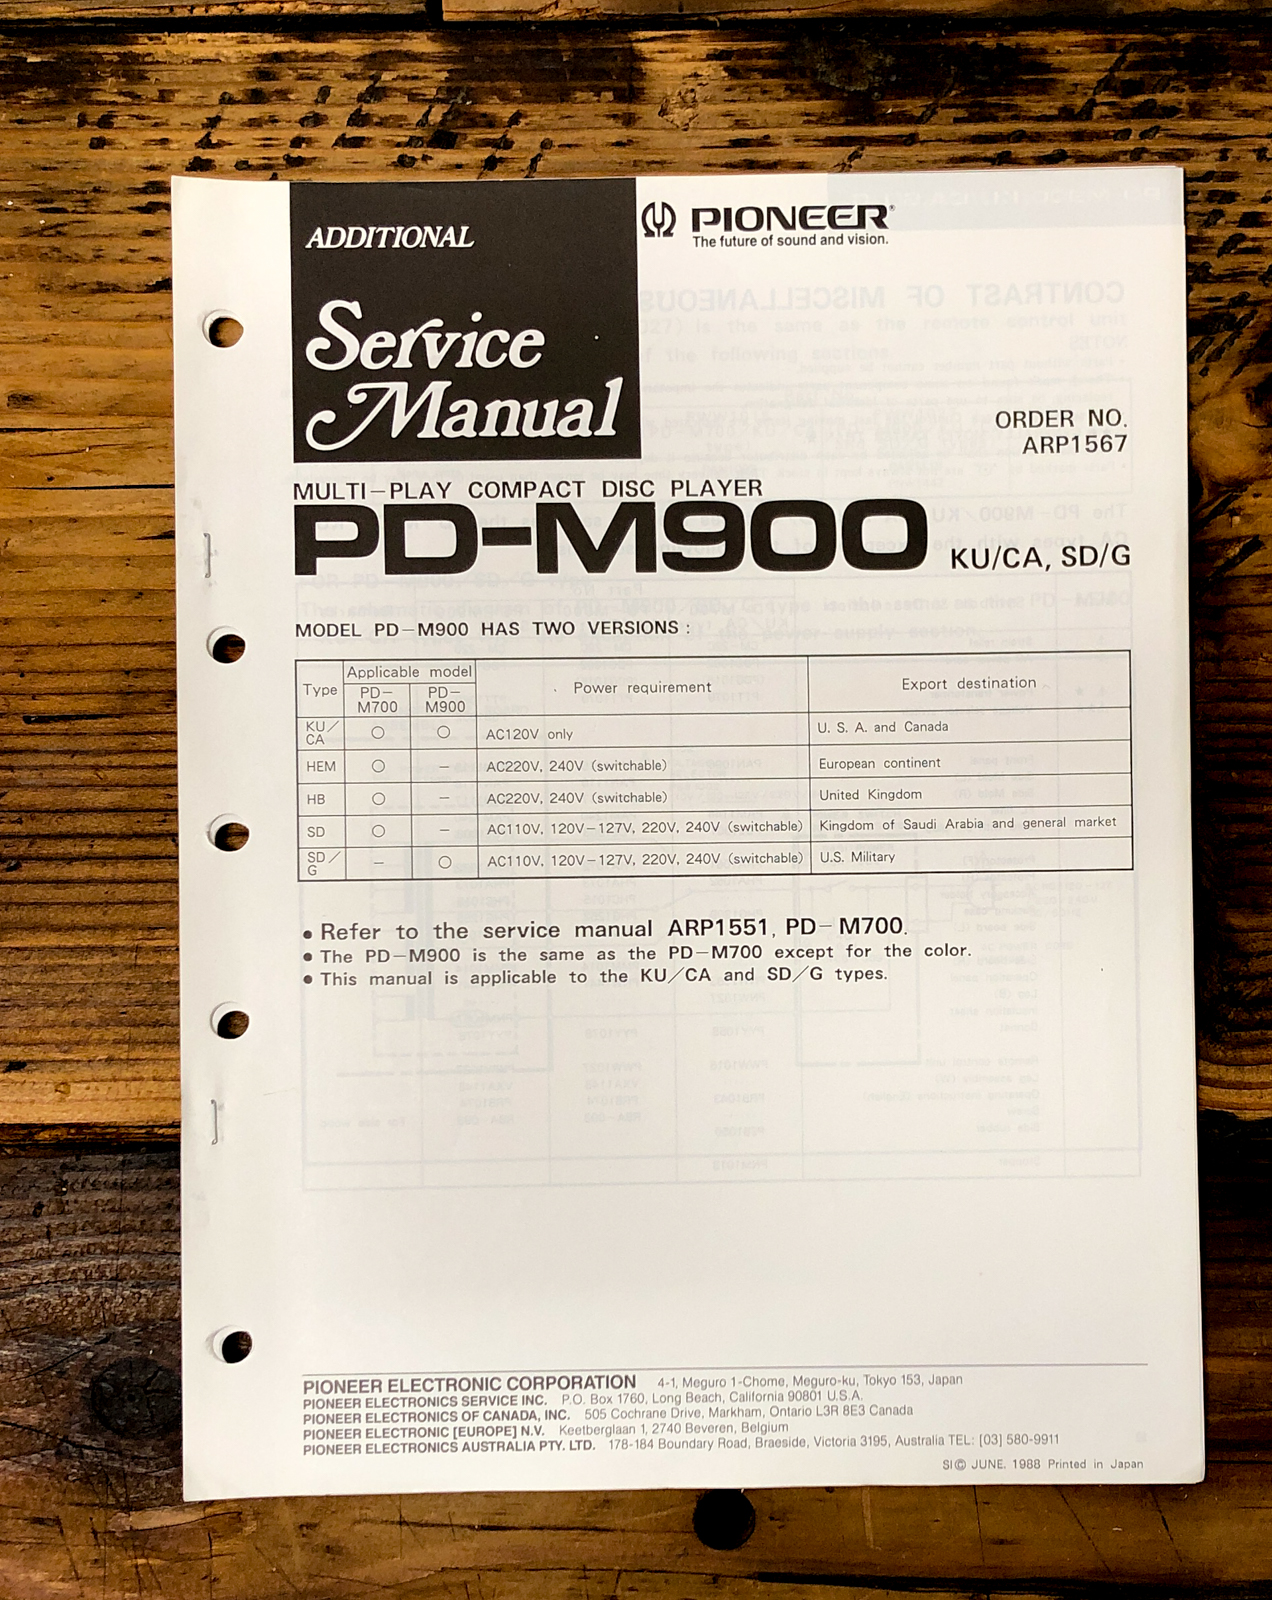 ADDITIONAL
Service
Manual
PIONEER®
The future of sound and vision.
ORDER NO.
ARP1567
MULTI-PLAY COMPACT DISC PLAYER
PD-M900 KU/CA, SD/G
MODEL PD-M900 HAS TWO VERSIONS :
Type Applicable model Power requirement Export destination
PD-M700 PD-M900
KU/CA ○ ○ AC120V only U. S. A. and Canada
HEM ○ – AC220V, 240V (switchable) European continent
HB ○ – AC220V, 240V (switchable) United Kingdom
SD ○ – AC110V, 120V-127V, 220V, 240V (switchable) Kingdom of Saudi Arabia and general market
SD/G – ○ AC110V, 120V-127V, 220V, 240V (switchable) U.S. Military
● Refer to the service manual ARP1551, PD-M700.
● The PD-M900 is the same as the PD-M700 except for the color.
● This manual is applicable to the KU/CA and SD/G types.
PIONEER ELECTRONIC CORPORATION 4-1, Meguro 1-Chome, Meguro-ku, Tokyo 153, Japan
PIONEER ELECTRONICS SERVICE INC. P.O. Box 1760, Long Beach, California 90801 U.S.A.
PIONEER ELECTRONICS OF CANADA, INC. 505 Cochrane Drive, Markham, Ontario L3R 8E3 Canada
PIONEER ELECTRONIC [EUROPE] N.V. Keetberglaan 1, 2740 Beveren, Belgium
PIONEER ELECTRONICS AUSTRALIA PTY. LTD. 178-184 Boundary Road, Braeside, Victoria 3195, Australia TEL: [03] 580-9911
SI © JUNE. 1988 Printed in Japan